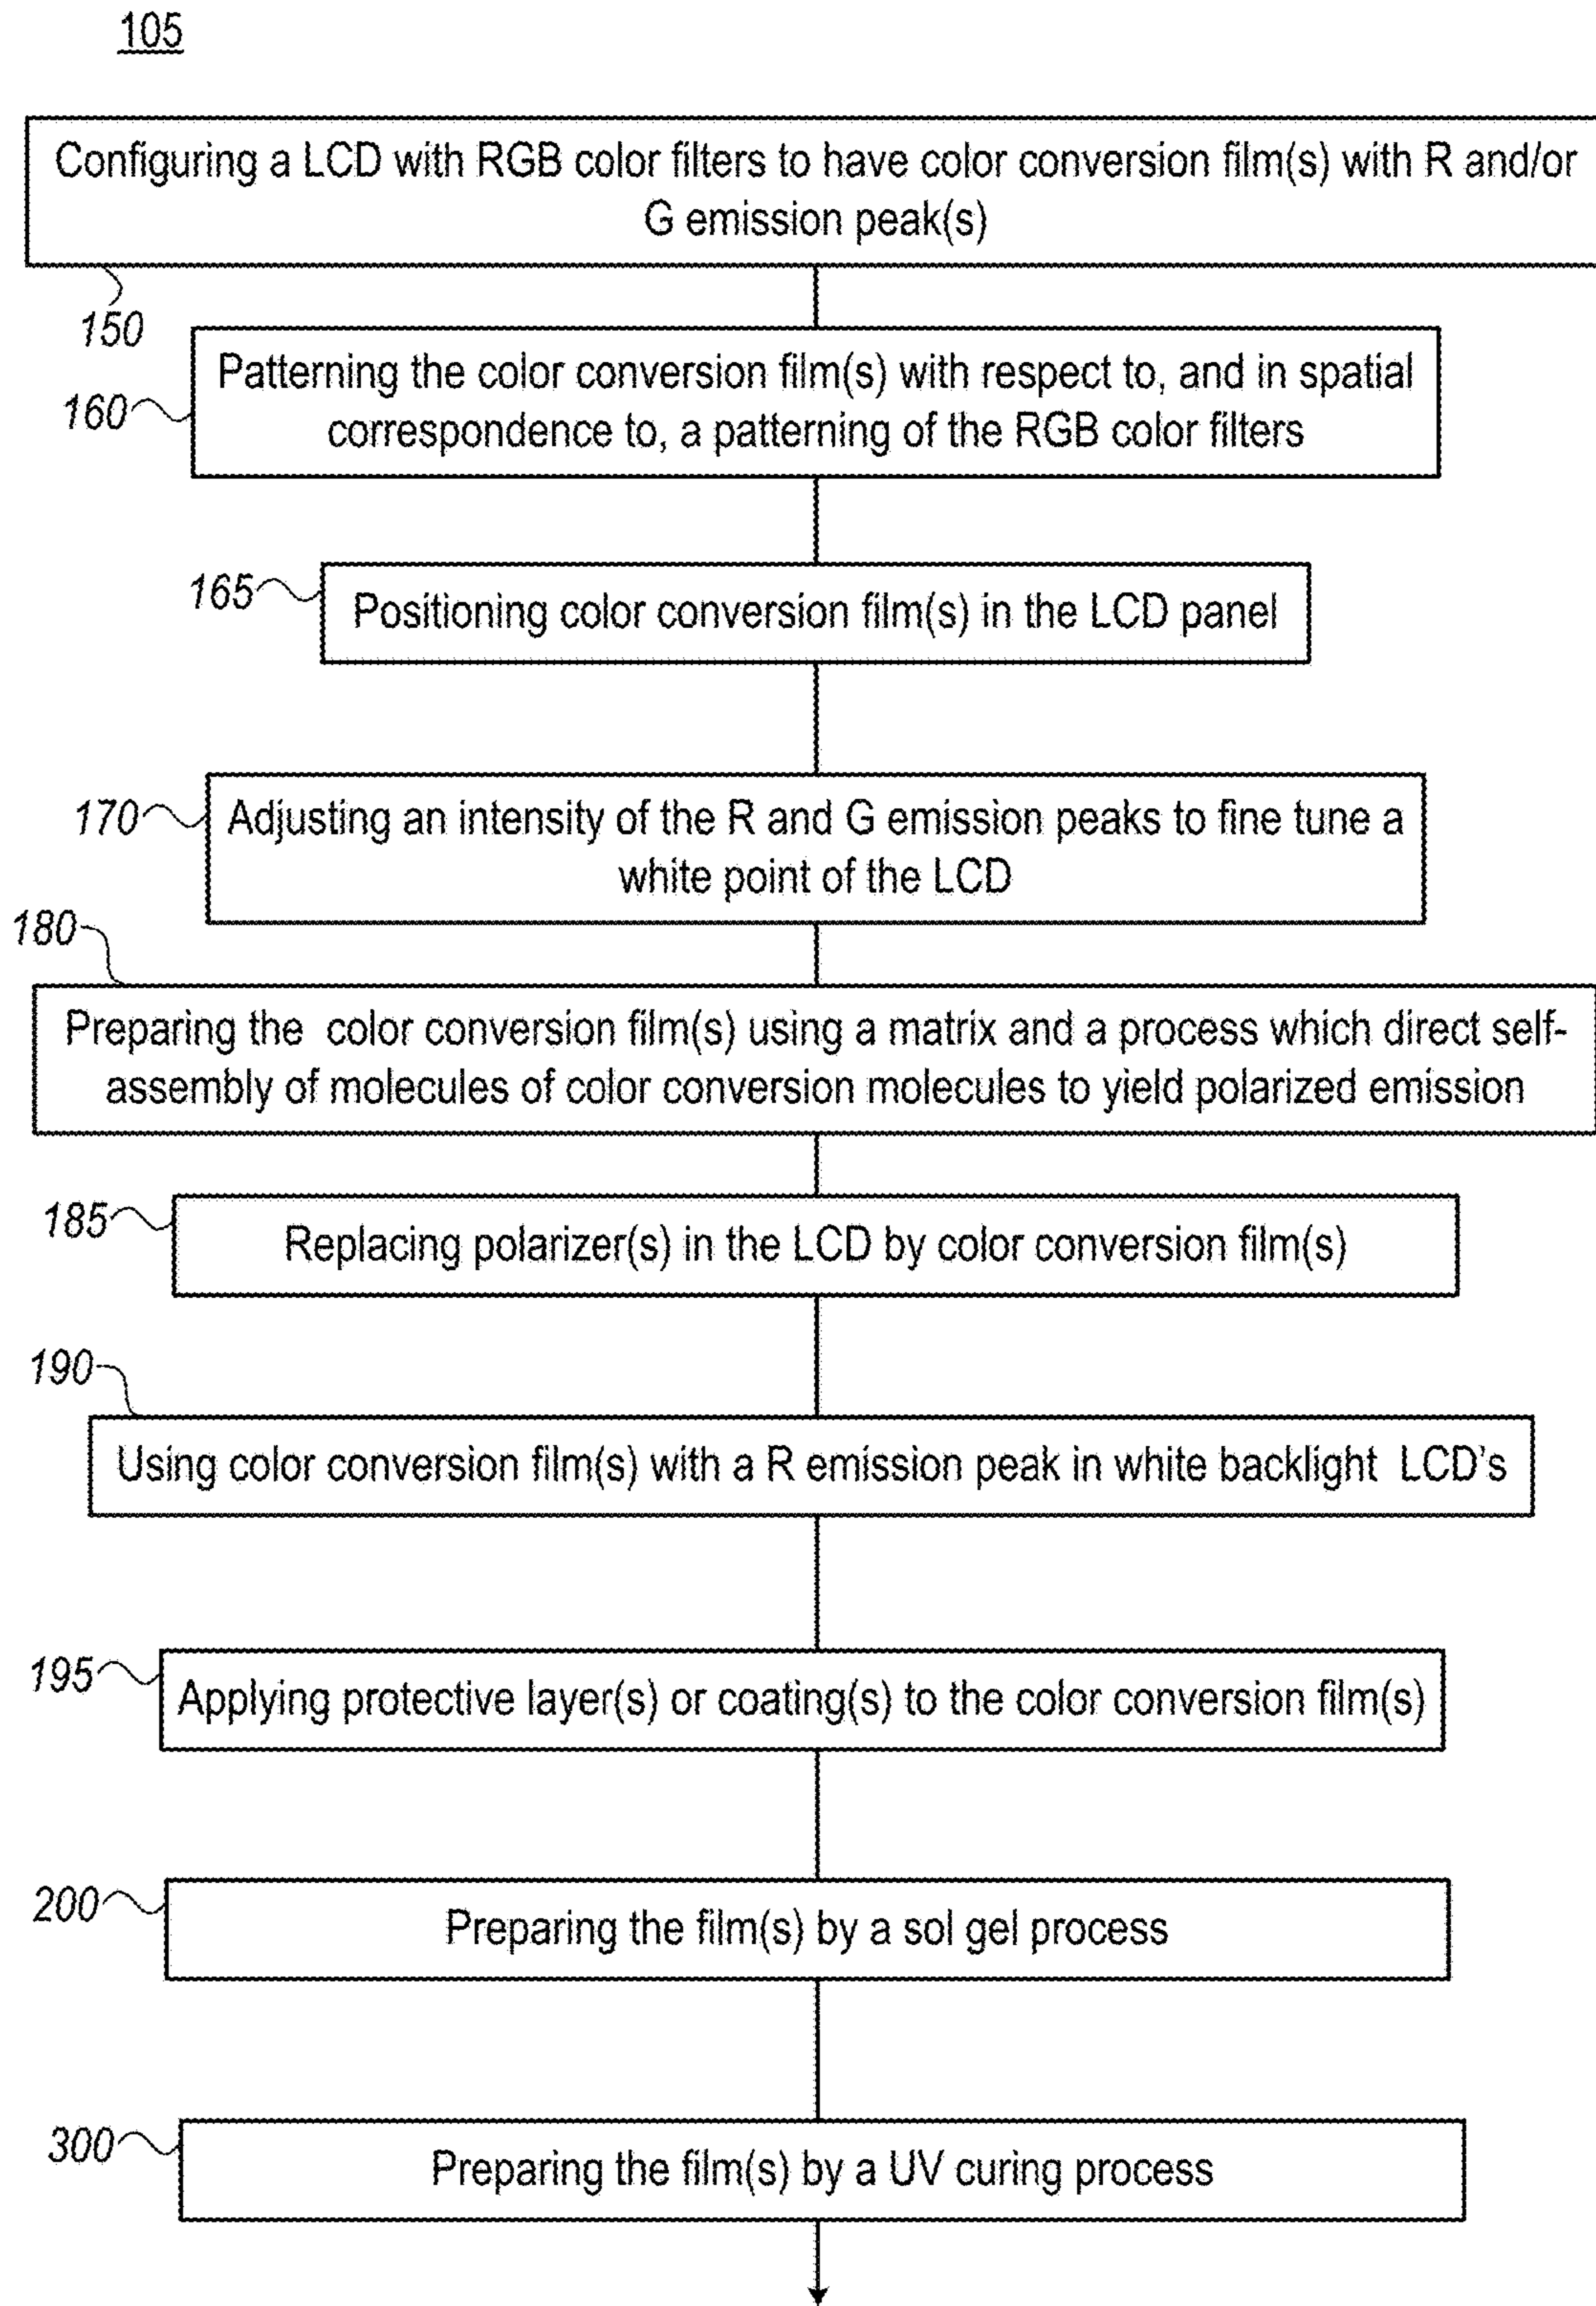 105
Configuring a LCD with RGB color filters to have color conversion film(s) with R and/or
G emission peak(s)
150
Patterning the color conversion film(s) with respect to, and in spatial
correspondence to, a patterning of the RGB color filters
160
165
Positioning color conversion film(s) in the LCD panel
170
Adjusting an intensity of the R and G emission peaks to fine tune a
white point of the LCD
180
Preparing the color conversion film(s) using a matrix and a process which direct self-
assembly of molecules of color conversion molecules to yield polarized emission
185
Replacing polarizer(s) in the LCD by color conversion film(s)
190
Using color conversion film(s) with a R emission peak in white backlight LCD's
195
Applying protective layer(s) or coating(s) to the color conversion film(s)
200
Preparing the film(s) by a sol gel process
300
Preparing the film(s) by a UV curing process